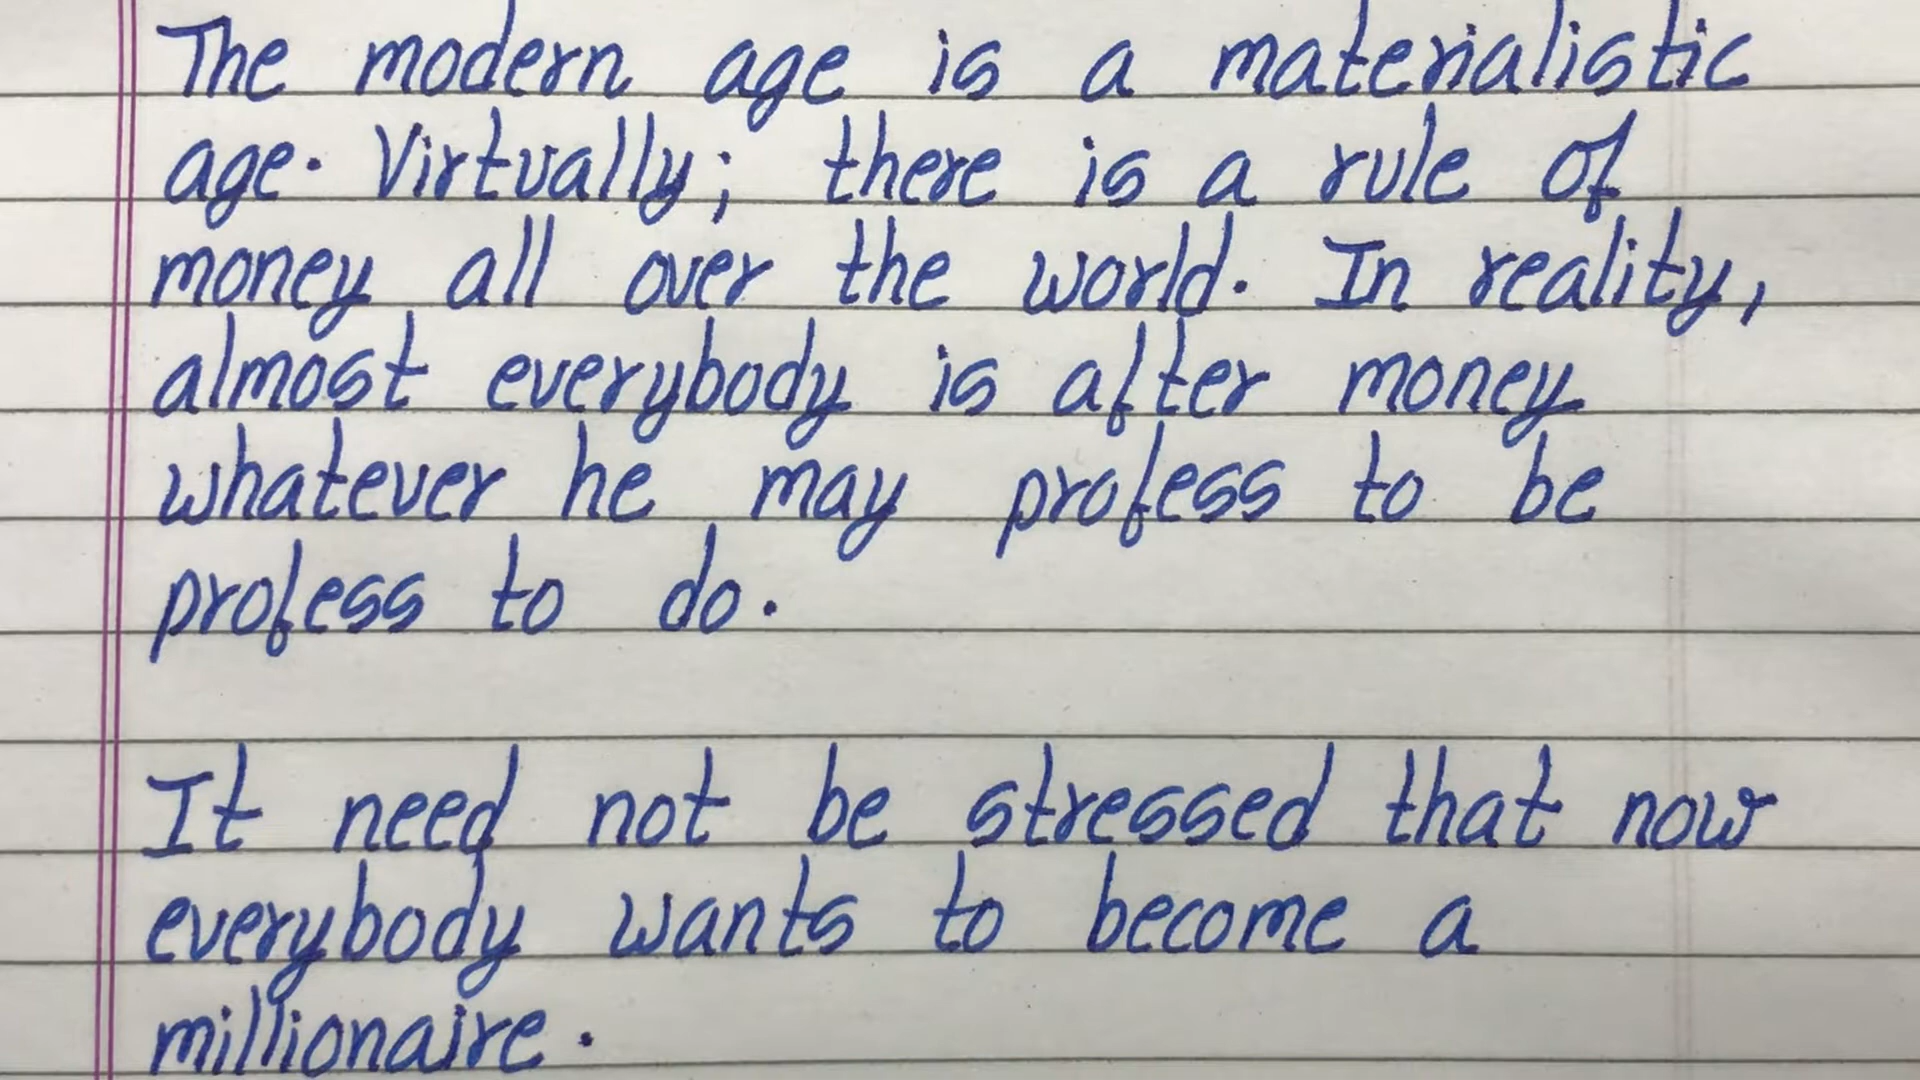 The modern age is a materialistic
age. Virtually; there is a rule of
money all over the world. In reality,
almost everybody is after money
whatever he may profess to be
profess to do.
It need not be stressed that now
everybody wants to become a
millionaire.